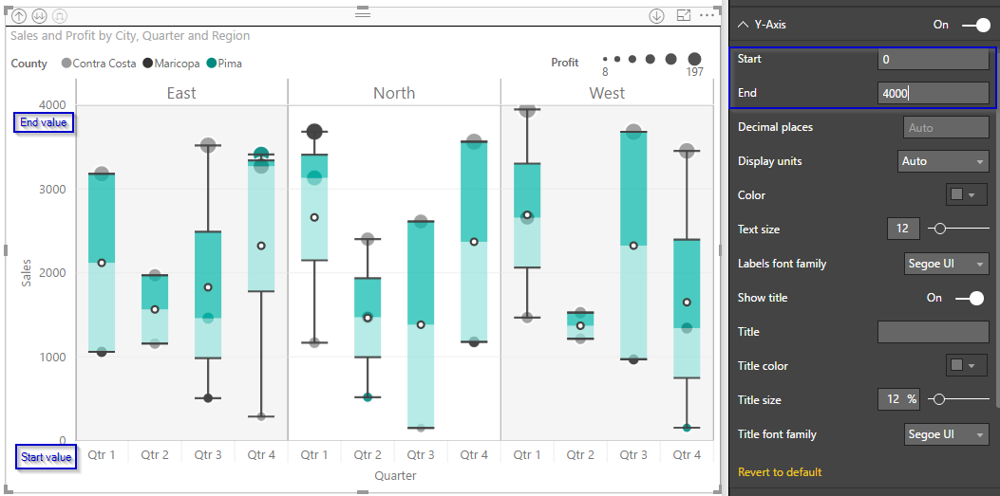 Sales and Profit by City, Quarter and Region
County Contra Costa Maricopa Pima
Profit 8 197
East North West
4000
End value
3000
2000
1000
0
Sales
Start value
Qtr 1 Qtr 2 Qtr 3 Qtr 4 Qtr 1 Qtr 2 Qtr 3 Qtr 4 Qtr 1 Qtr 2 Qtr 3 Qtr 4
Quarter
Y-Axis On
Start 0
End 4000
Decimal places Auto
Display units Auto
Color
Text size 12
Labels font family Segoe UI
Show title On
Title
Title color
Title size 12 %
Title font family Segoe UI
Revert to default